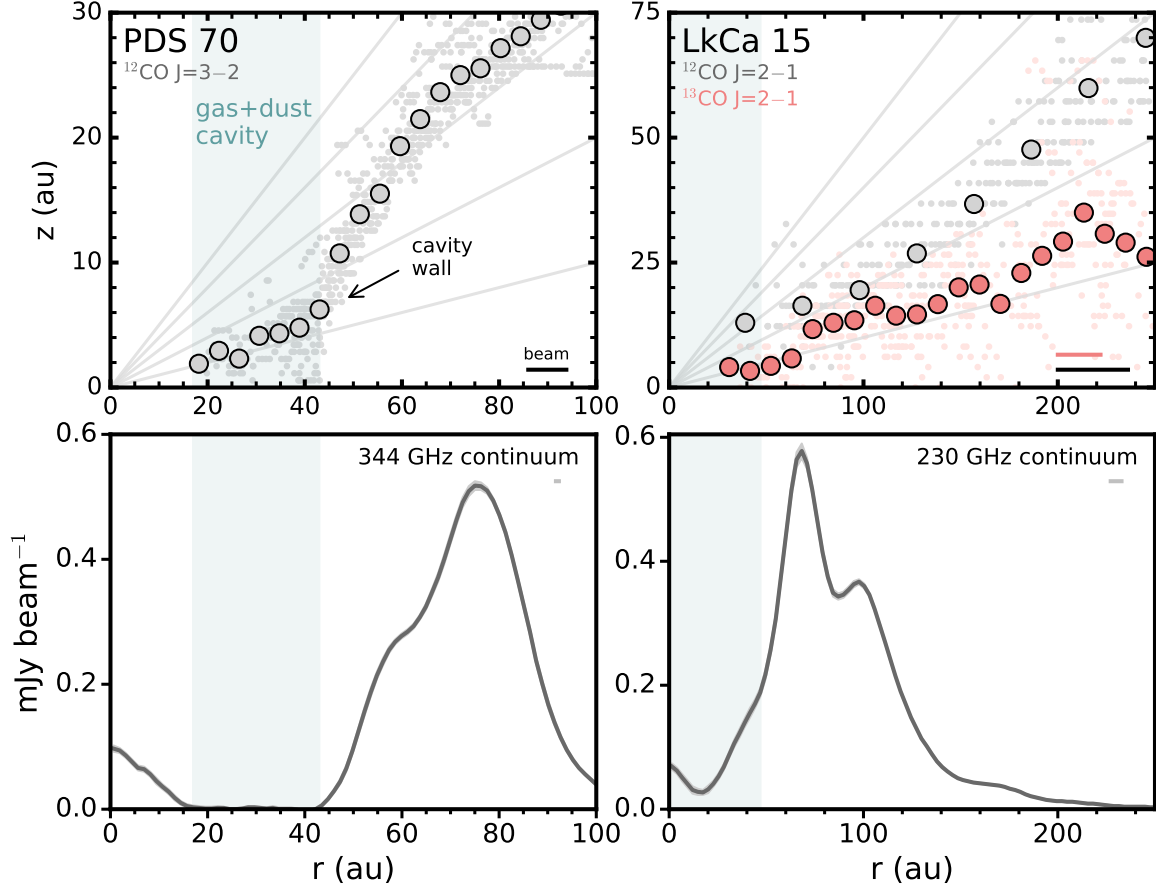 PDS 70
¹²CO J=3−2
gas+dust
cavity
cavity
wall
beam
z (au)
30
20
10
0
0 20 40 60 80 100
LkCa 15
¹²CO J=2−1
¹³CO J=2−1
75
50
25
0
0 100 200
344 GHz continuum
mJy beam⁻¹
0.6
0.4
0.2
0.0
0 20 40 60 80 100
r (au)
230 GHz continuum
0.6
0.4
0.2
0.0
0 100 200
r (au)